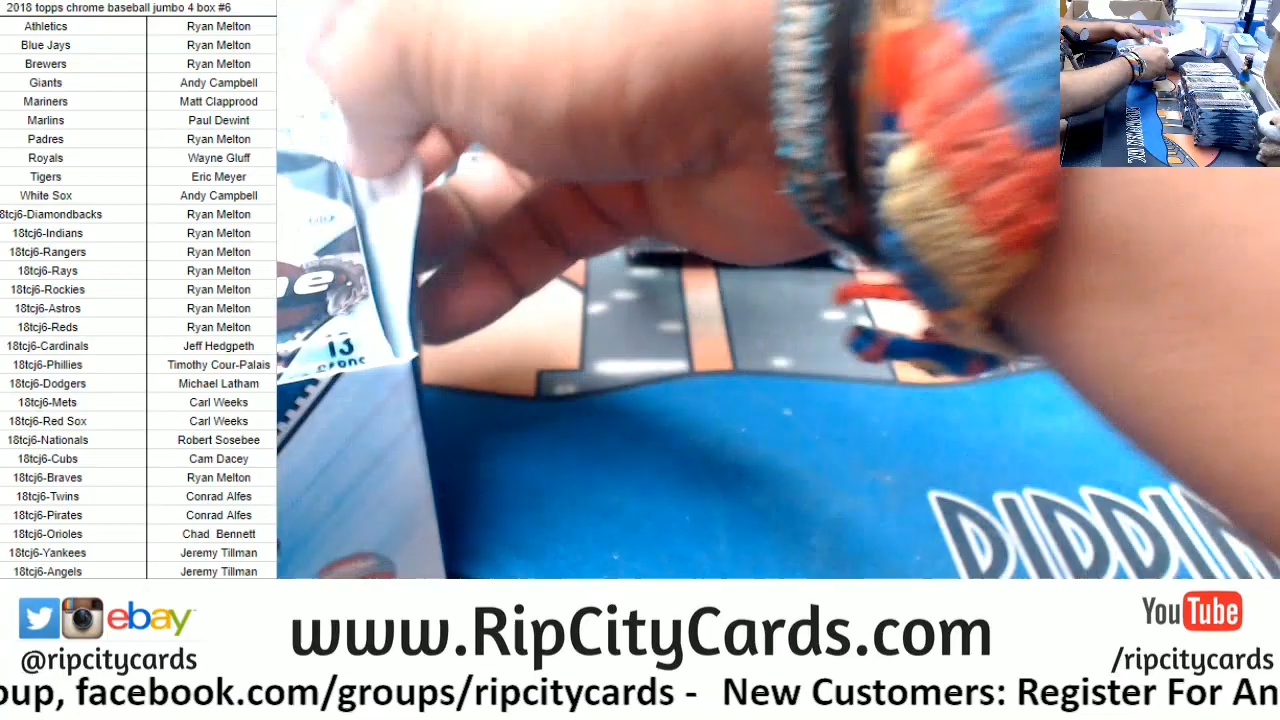 2018 topps chrome baseball jumbo 4 box #6
Athletics Ryan Melton
Blue Jays Ryan Melton
Brewers Ryan Melton
Giants Andy Campbell
Mariners Matt Clapprood
Marlins Paul Dewint
Padres Ryan Melton
Royals Wayne Gluff
Tigers Eric Meyer
White Sox Andy Campbell
8tcj6-Diamondbacks Ryan Melton
18tcj6-Indians Ryan Melton
18tcj6-Rangers Ryan Melton
18tcj6-Rays Ryan Melton
18tcj6-Rockies Ryan Melton
18tcj6-Astros Ryan Melton
18tcj6-Reds Ryan Melton
18tcj6-Cardinals Jeff Hedgpeth
18tcj6-Phillies Timothy Cour-Palais
18tcj6-Dodgers Michael Latham
18tcj6-Mets Carl Weeks
18tcj6-Red Sox Carl Weeks
18tcj6-Nationals Robert Sosebee
18tcj6-Cubs Cam Dacey
18tcj6-Braves Ryan Melton
18tcj6-Twins Conrad Alfes
18tcj6-Pirates Conrad Alfes
18tcj6-Orioles Chad Bennett
18tcj6-Yankees Jeremy Tillman
18tcj6-Angels Jeremy Tillman
13
ebay
@ripcitycards
www.RipCityCards.com
YouTube
/ripcitycards
oup, facebook.com/groups/ripcitycards - New Customers: Register For An